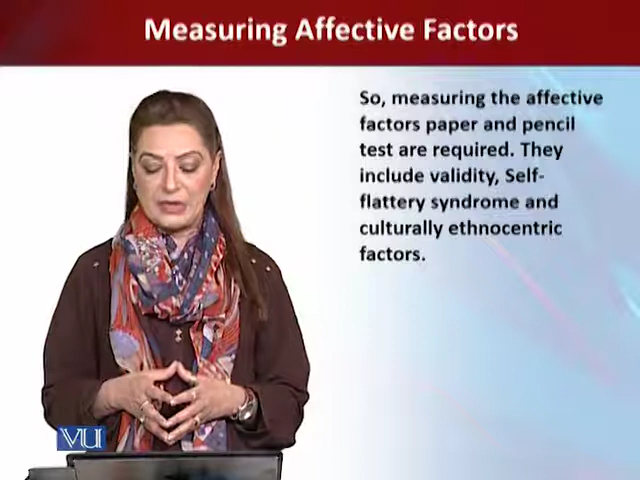 Measuring Affective Factors
So, measuring the affective
factors paper and pencil
test are required. They
include validity, Self-
flattery syndrome and
culturally ethnocentric
factors.
VU